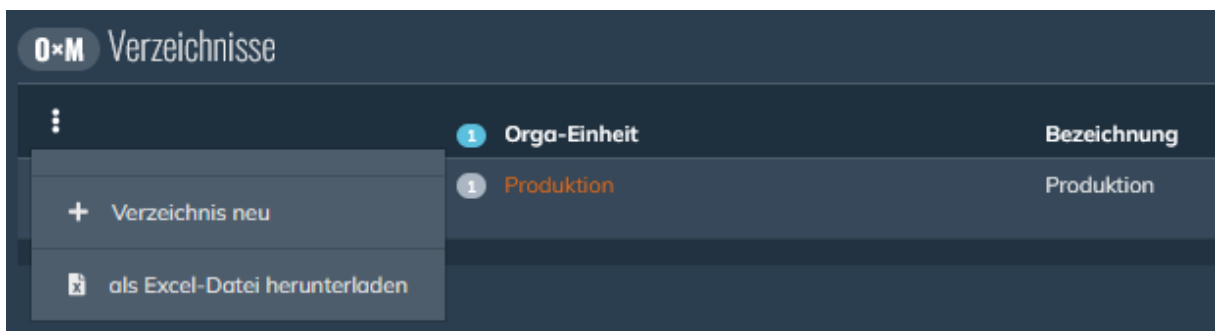 O×M Verzeichnisse
1 Orga-Einheit Bezeichnung
1 Produktion Produktion
+ Verzeichnis neu
als Excel-Datei herunterladen